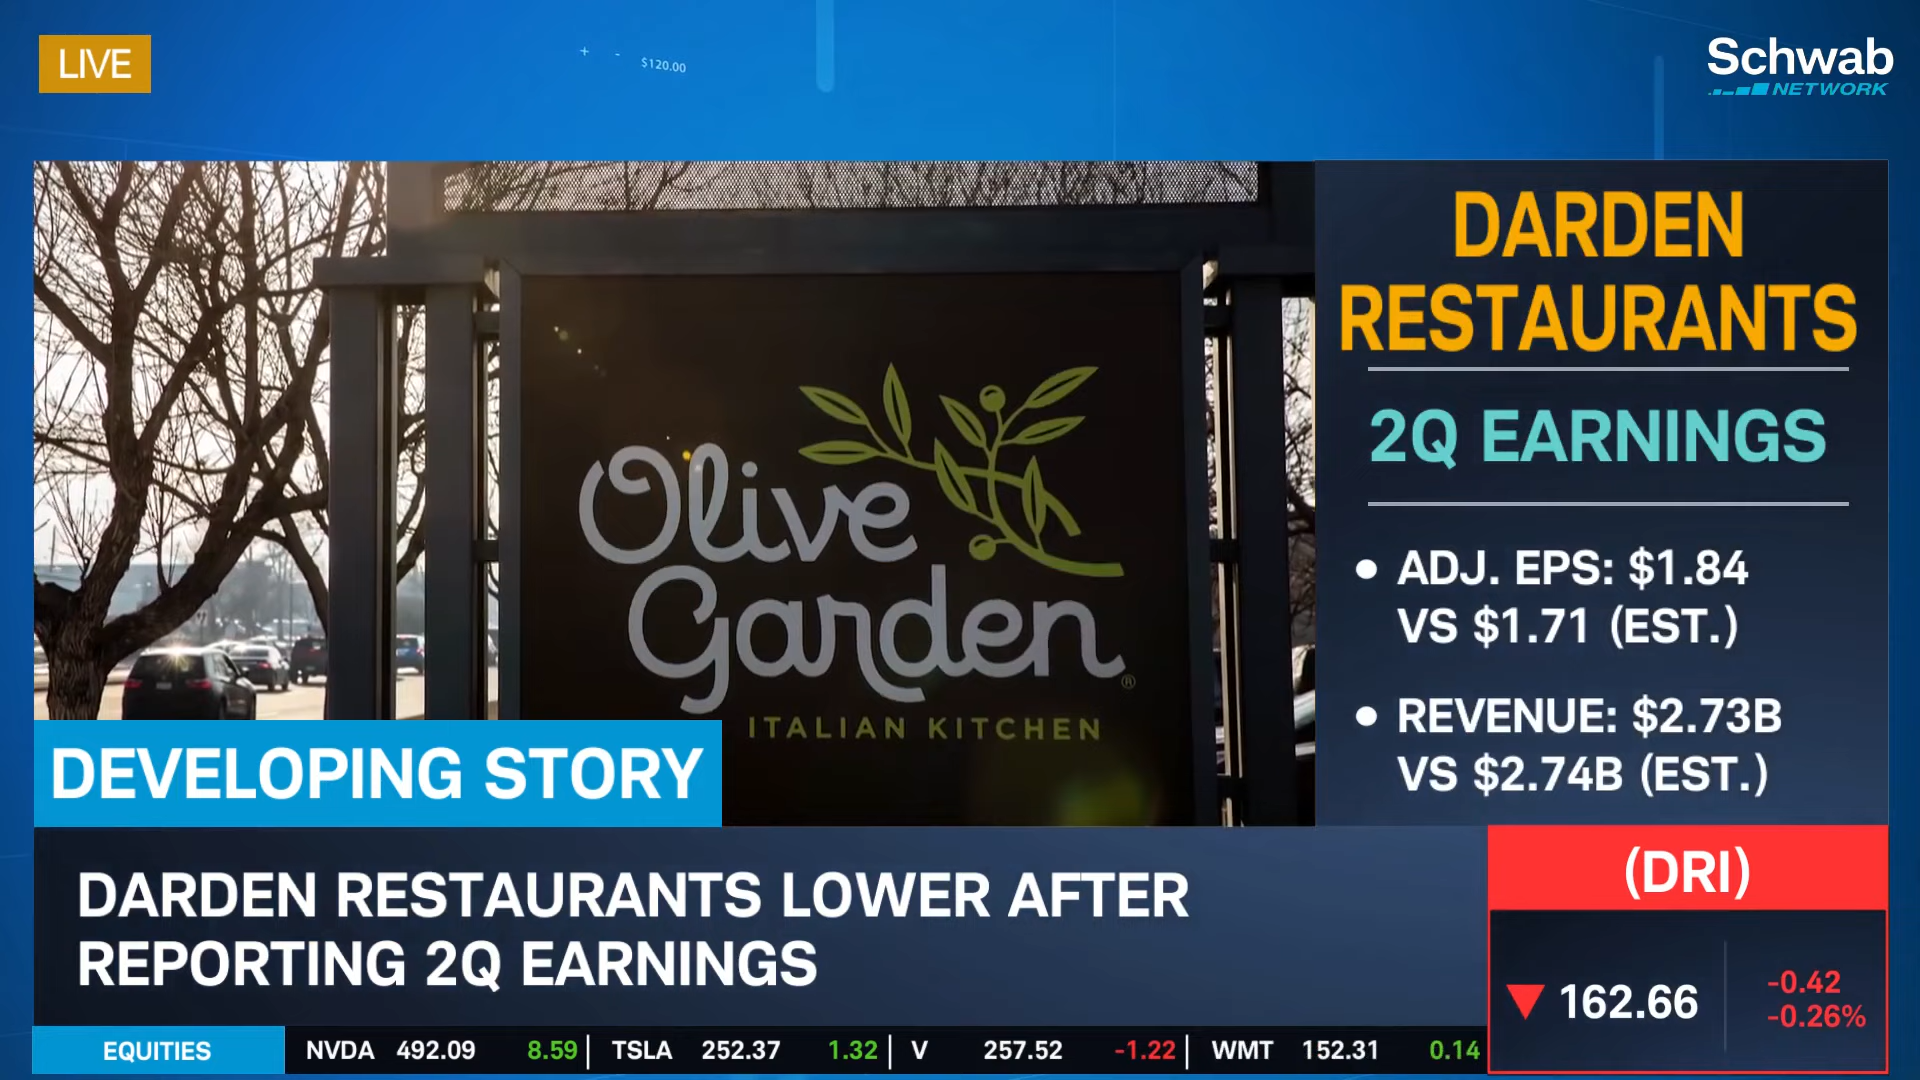 LIVE
+ - $120.00
Schwab
NETWORK
Olive
Garden®
ITALIAN KITCHEN
DARDEN
RESTAURANTS
2Q EARNINGS
• ADJ. EPS: $1.84
VS $1.71 (EST.)
• REVENUE: $2.73B
VS $2.74B (EST.)
DEVELOPING STORY
DARDEN RESTAURANTS LOWER AFTER
REPORTING 2Q EARNINGS
(DRI)
▼ 162.66
-0.42
-0.26%
EQUITIES
NVDA 492.09 8.59 | TSLA 252.37 1.32 | V 257.52 -1.22 | WMT 152.31 0.14